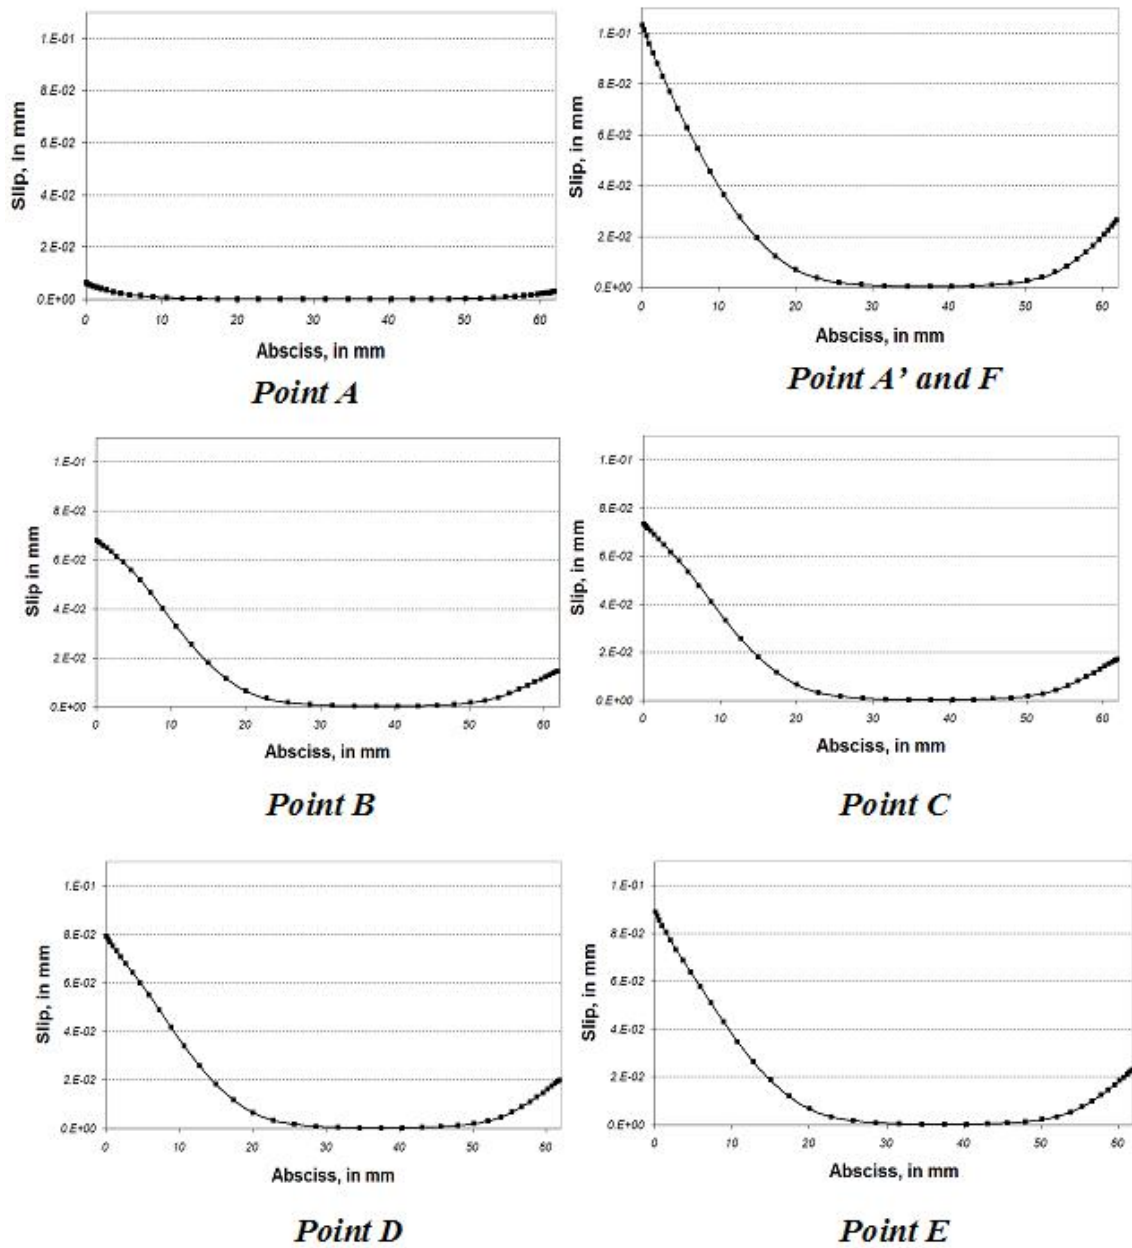 1.E-01
8.E-02
6.E-02
4.E-02
2.E-02
0.E+00
0 10 20 30 40 50 60
Slip, in mm
Absciss, in mm
Point A
1.E-01
8.E-02
6.E-02
4.E-02
2.E-02
0.E+00
0 10 20 30 40 50 60
Slip, in mm
Absciss, in mm
Point A’ and F
1.E-01
8.E-02
6.E-02
4.E-02
2.E-02
0.E+00
0 10 20 30 40 50 60
Slip in mm
Absciss, in mm
Point B
1.E-01
8.E-02
6.E-02
4.E-02
2.E-02
0.E+00
0 10 20 30 40 50 60
Slip, in mm
Absciss, in mm
Point C
1.E-01
8.E-02
6.E-02
4.E-02
2.E-02
0.E+00
0 10 20 30 40 50 60
Slip, in mm
Absciss, in mm
Point D
1.E-01
8.E-02
6.E-02
4.E-02
2.E-02
0.E+00
0 10 20 30 40 50 60
Slip, in mm
Absciss, in mm
Point E